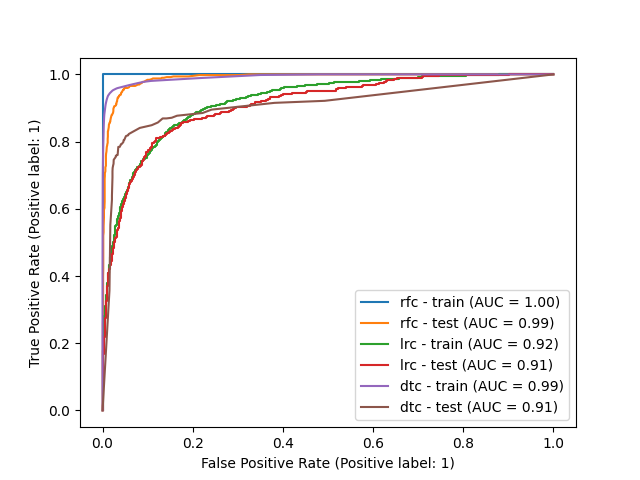 1.0
0.8
0.6
0.4
0.2
0.0
True Positive Rate (Positive label: 1)
rfc - train (AUC = 1.00)
rfc - test (AUC = 0.99)
lrc - train (AUC = 0.92)
lrc - test (AUC = 0.91)
dtc - train (AUC = 0.99)
dtc - test (AUC = 0.91)
0.0 0.2 0.4 0.6 0.8 1.0
False Positive Rate (Positive label: 1)